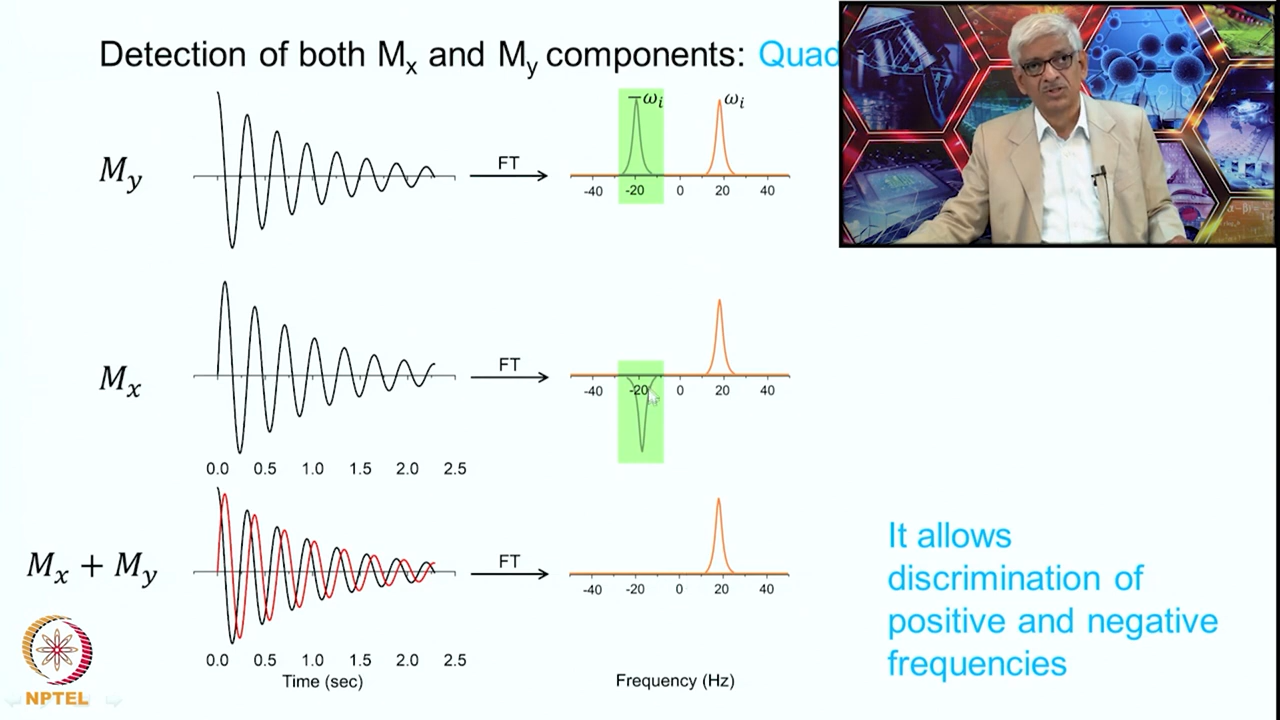 Detection of both Mx and My components: Quad
My
FT
−ωi
ωi
-40 -20 0 20 40
Mx
FT
-40 -20 0 20 40
0.0 0.5 1.0 1.5 2.0 2.5
Mx + My
FT
-40 -20 0 20 40
0.0 0.5 1.0 1.5 2.0 2.5
Time (sec)
Frequency (Hz)
It allows
discrimination of
positive and negative
frequencies
NPTEL